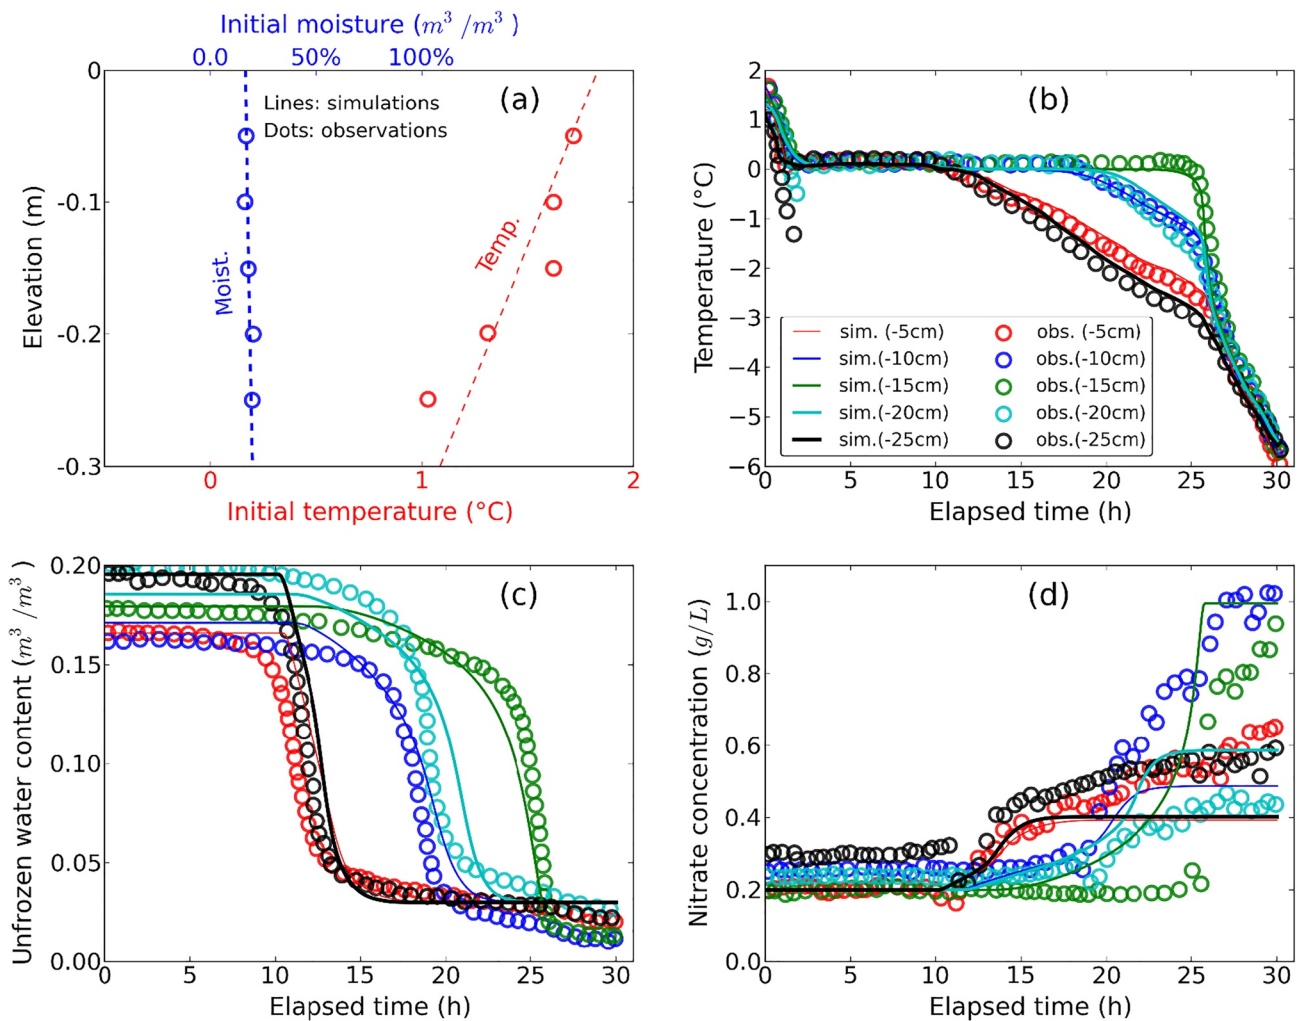 Initial moisture (m³ /m³ )
0.0 50% 100%
0
-0.1
-0.2
-0.3
Elevation (m)
Lines: simulations
Dots: observations
(a)
Moist.
Temp.
0 1 2
Initial temperature (°C)
2
1
0
−1
−2
−3
−4
−5
−6
Temperature (°C)
(b)
sim. (-5cm) obs. (-5cm)
sim.(-10cm) obs.(-10cm)
sim.(-15cm) obs.(-15cm)
sim.(-20cm) obs.(-20cm)
sim.(-25cm) obs.(-25cm)
0 5 10 15 20 25 30
Elapsed time (h)
0.20
0.15
0.10
0.05
0.00
Unfrozen water content (m³ /m³ )
(c)
0 5 10 15 20 25 30
Elapsed time (h)
1.0
0.8
0.6
0.4
0.2
0.0
Nitrate concentration (g/L)
(d)
0 5 10 15 20 25 30
Elapsed time (h)